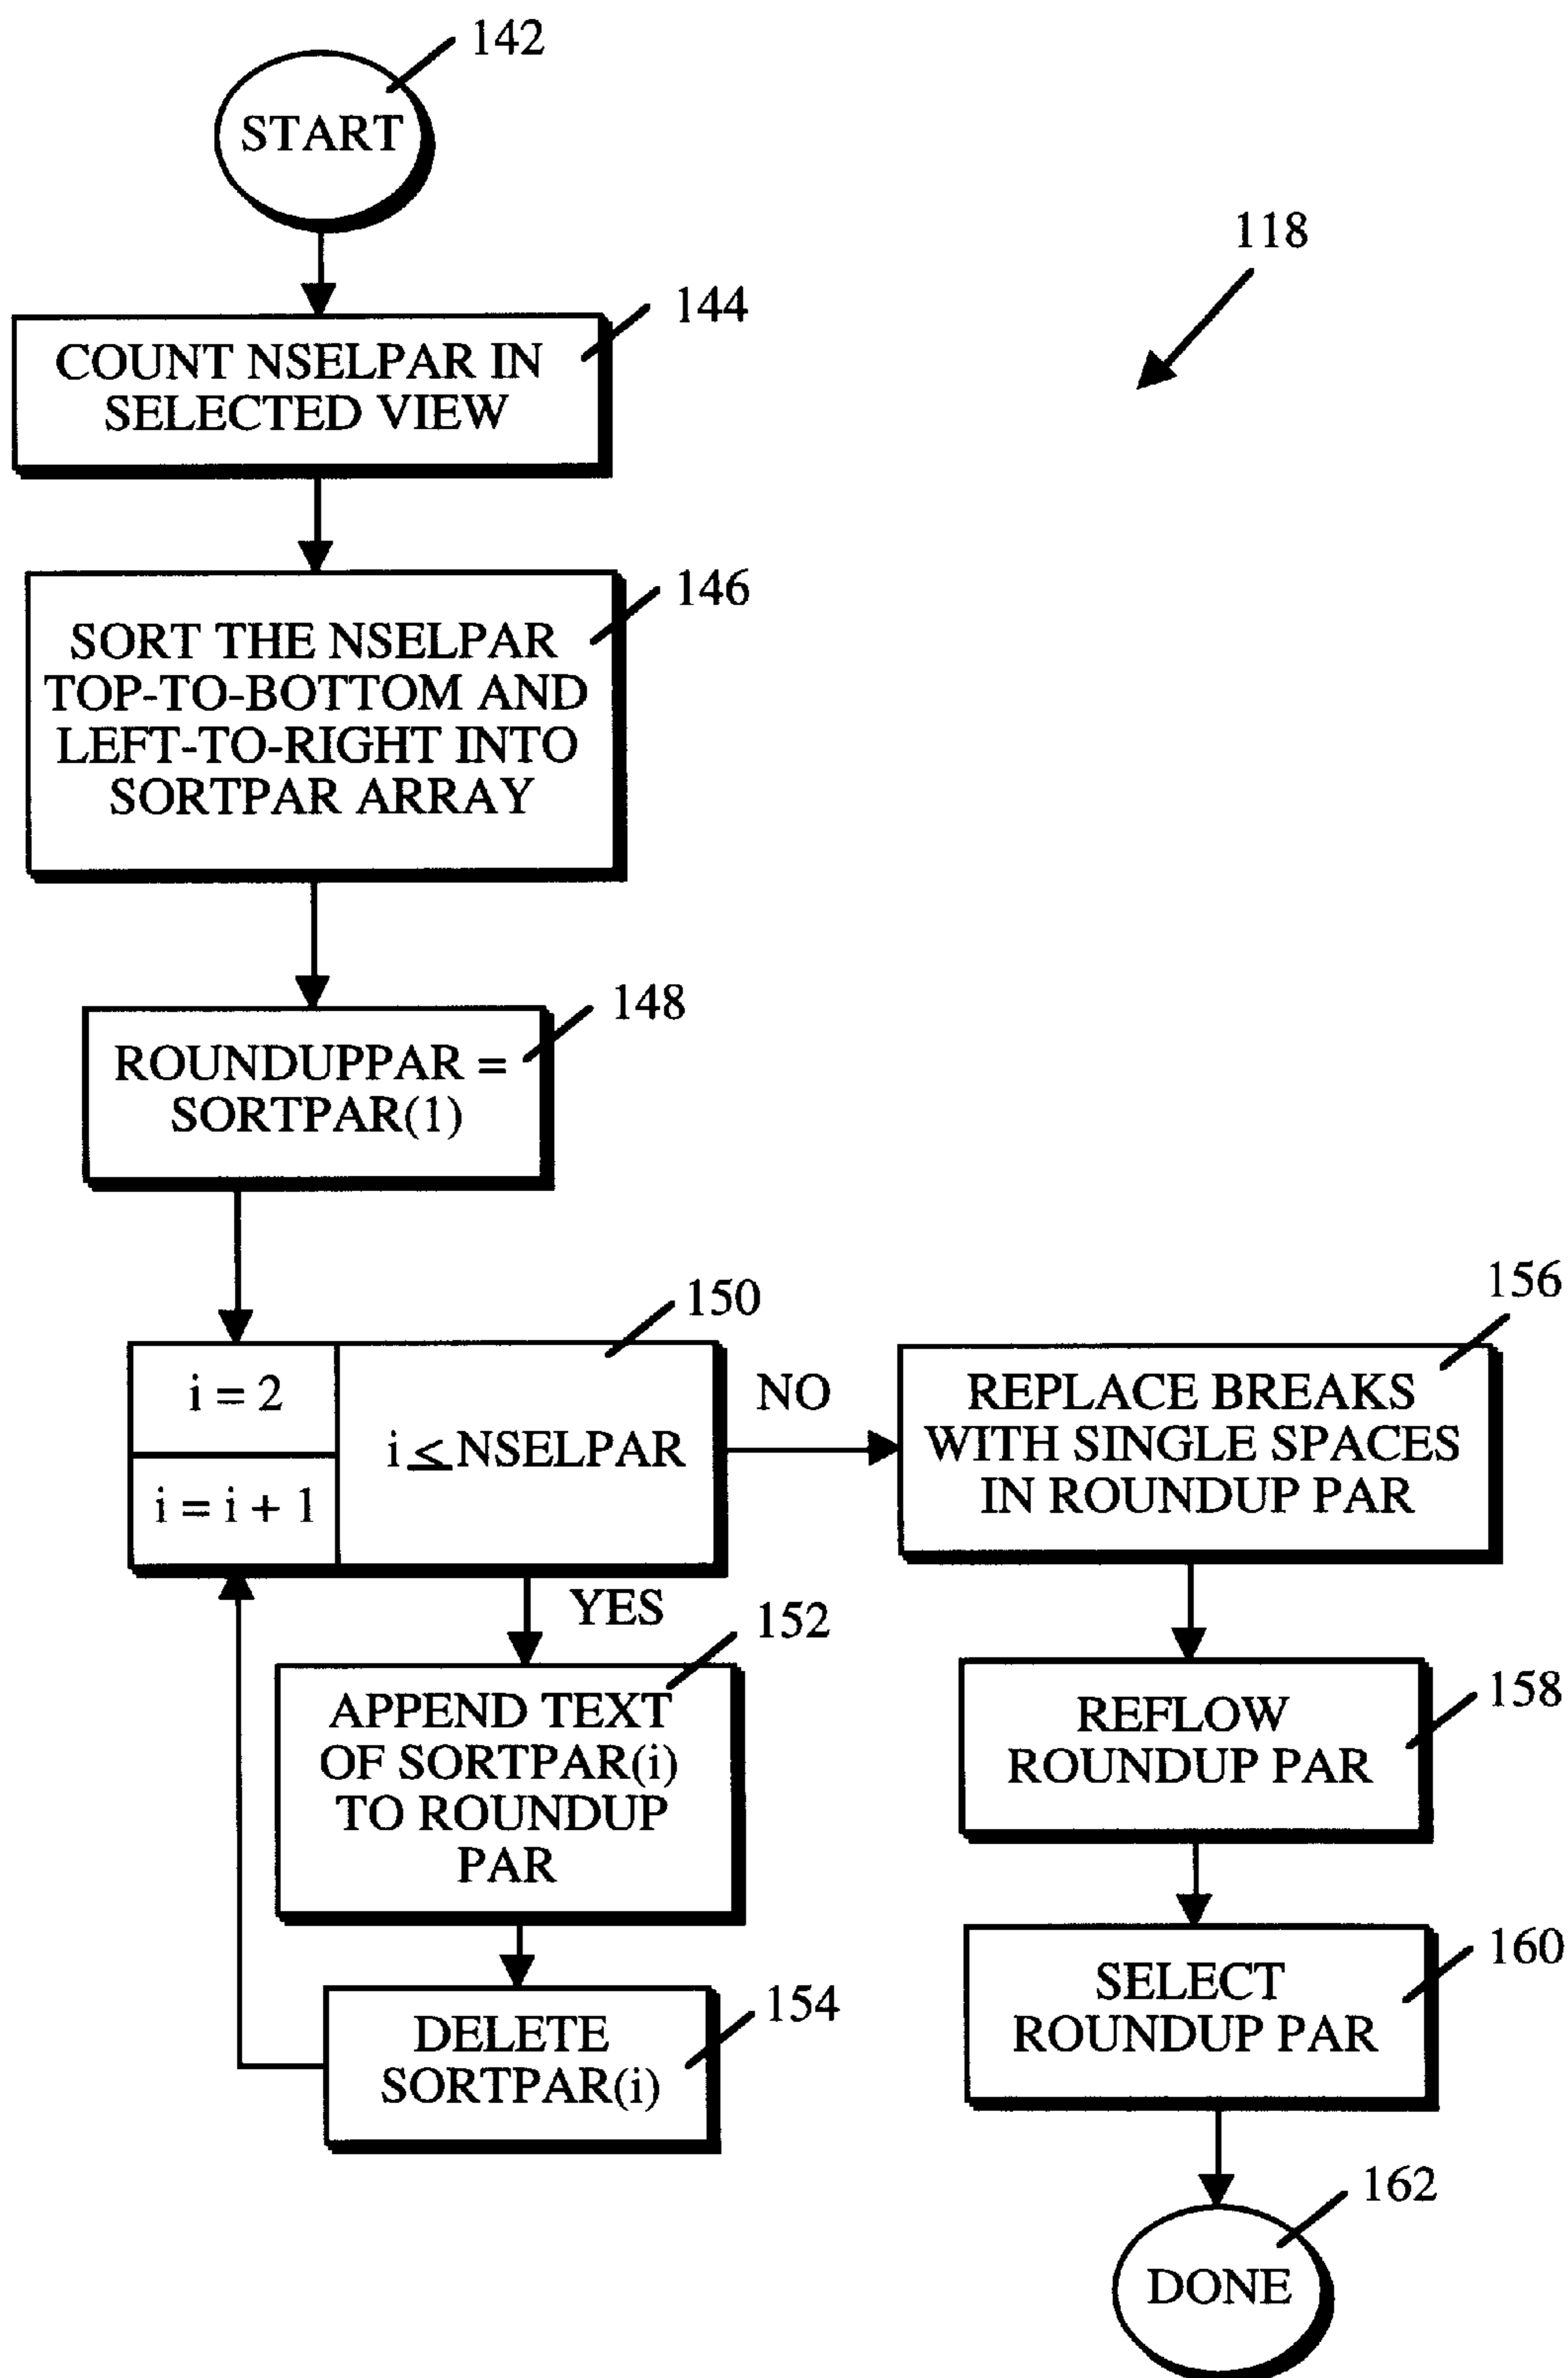 142
START
118
144
COUNT NSELPAR IN
SELECTED VIEW
146
SORT THE NSELPAR
TOP-TO-BOTTOM AND
LEFT-TO-RIGHT INTO
SORTPAR ARRAY
148
ROUNDUPPAR =
SORTPAR(1)
150
i = 2
i = i + 1
i ≤ NSELPAR
NO
YES
152
APPEND TEXT
OF SORTPAR(i)
TO ROUNDUP
PAR
154
DELETE
SORTPAR(i)
156
REPLACE BREAKS
WITH SINGLE SPACES
IN ROUNDUP PAR
158
REFLOW
ROUNDUP PAR
160
SELECT
ROUNDUP PAR
162
DONE